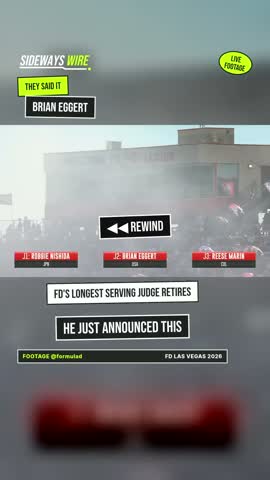 SIDEWAYS WIRE
LIVE
FOOTAGE
THEY SAID IT
BRIAN EGGERT
REWIND
J1: ROBBIE NISHIDA
JPN
J2: BRIAN EGGERT
USA
J3: REESE MARIN
COL
FD'S LONGEST SERVING JUDGE RETIRES
HE JUST ANNOUNCED THIS
FOOTAGE @formulad
FD LAS VEGAS 2026